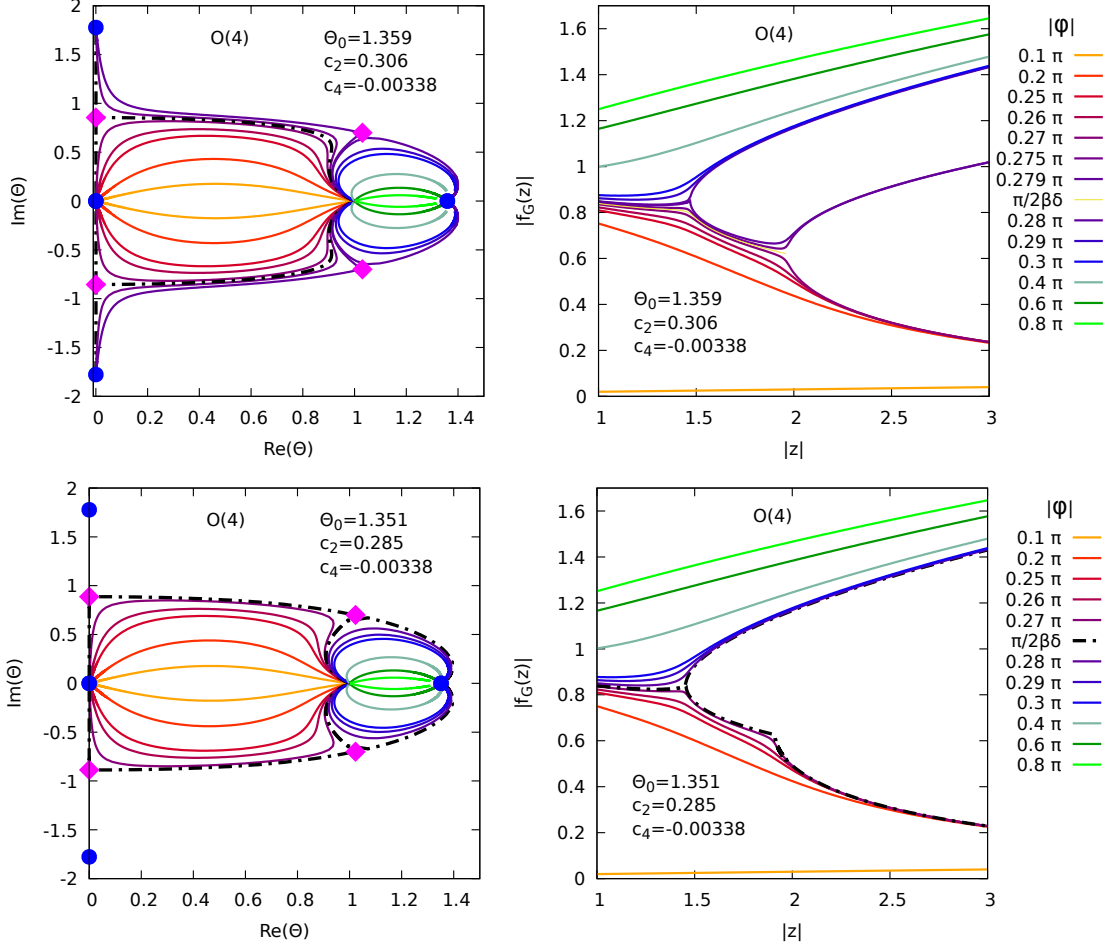 2
1.5
1
0.5
0
-0.5
-1
-1.5
-2
Im(Θ)
0 0.2 0.4 0.6 0.8 1 1.2 1.4
Re(Θ)
O(4)
Θ0=1.359
c2=0.306
c4=-0.00338
1.6
1.4
1.2
1
0.8
0.6
0.4
0.2
0
|fG(z)|
1 1.5 2 2.5 3
|z|
O(4)
Θ0=1.359
c2=0.306
c4=-0.00338
|φ|
0.1 π
0.2 π
0.25 π
0.26 π
0.27 π
0.275 π
0.279 π
π/2βδ
0.28 π
0.29 π
0.3 π
0.4 π
0.6 π
0.8 π
2
1.5
1
0.5
0
-0.5
-1
-1.5
-2
Im(Θ)
0 0.2 0.4 0.6 0.8 1 1.2 1.4
Re(Θ)
O(4)
Θ0=1.351
c2=0.285
c4=-0.00338
1.6
1.4
1.2
1
0.8
0.6
0.4
0.2
0
|fG(z)|
1 1.5 2 2.5 3
|z|
O(4)
Θ0=1.351
c2=0.285
c4=-0.00338
|φ|
0.1 π
0.2 π
0.25 π
0.26 π
0.27 π
π/2βδ
0.28 π
0.29 π
0.3 π
0.4 π
0.6 π
0.8 π